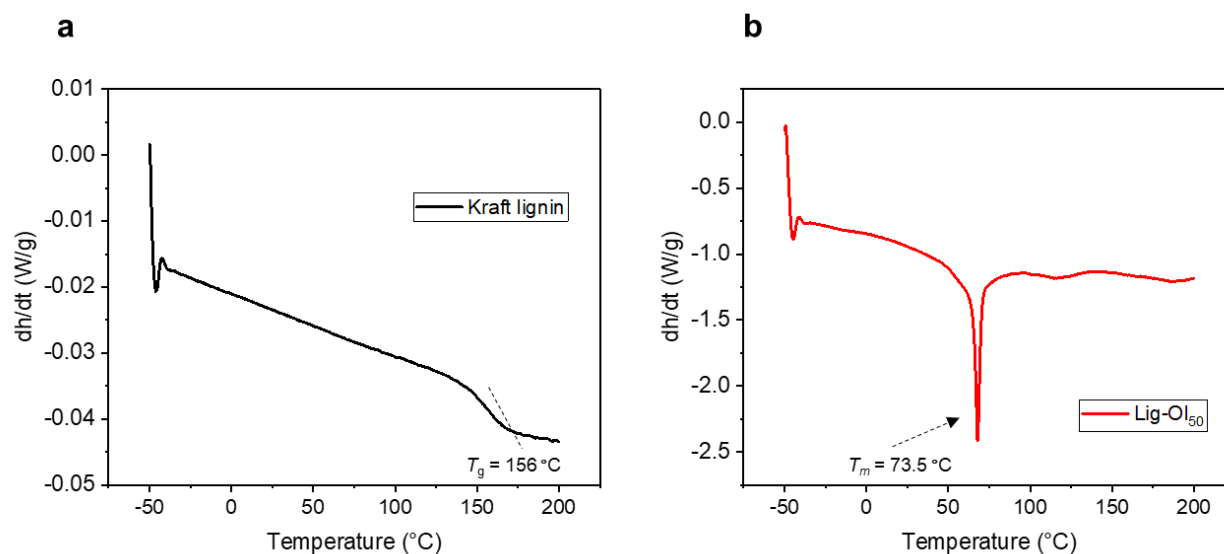 a
0.01
0.00
-0.01
-0.02
-0.03
-0.04
-0.05
dh/dt (W/g)
Kraft lignin
Tg = 156 °C
-50 0 50 100 150 200
Temperature (°C)
b
0.0
-0.5
-1.0
-1.5
-2.0
-2.5
dh/dt (W/g)
Lig-Ol50
Tm = 73.5 °C
-50 0 50 100 150 200
Temperature (°C)